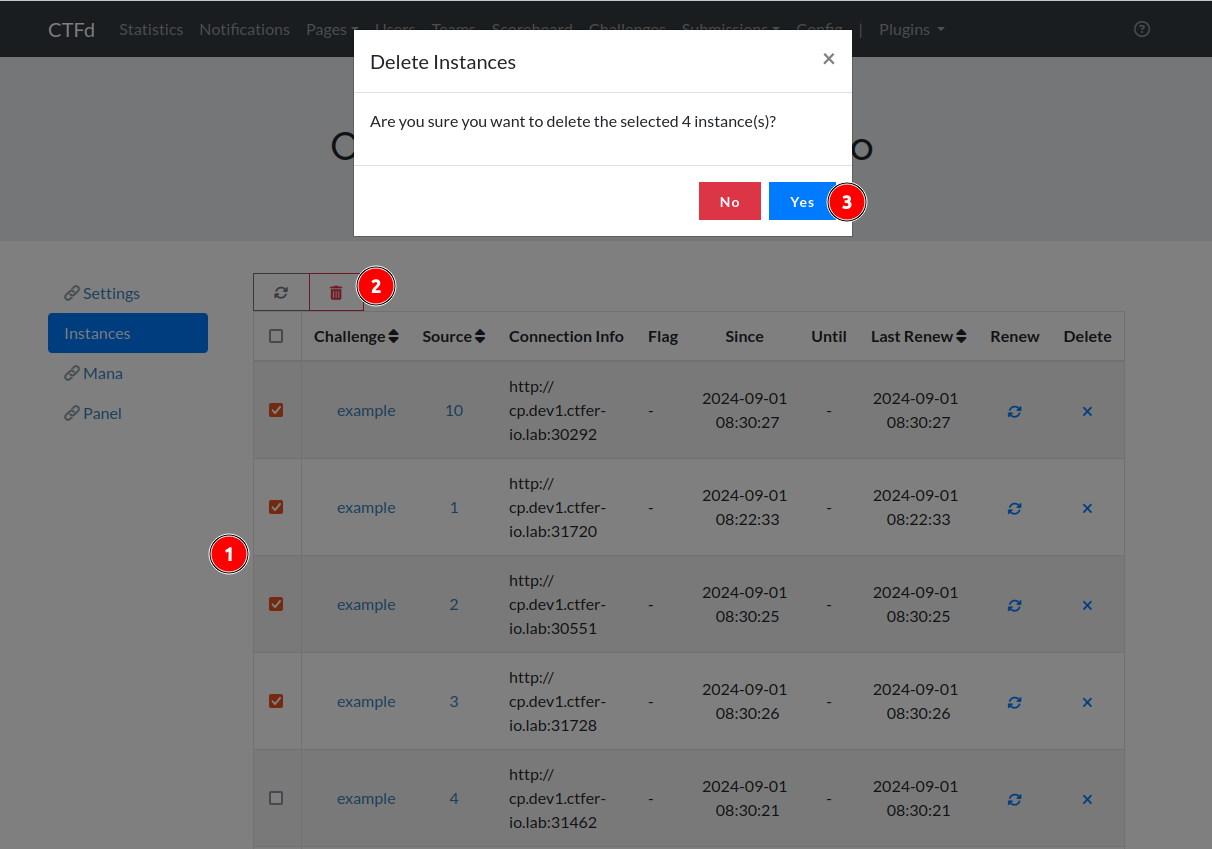 CTFd Statistics Notifications Pages Users Teams Scoreboard Challenges Submissions Config | Plugins
Delete Instances ×
Are you sure you want to delete the selected 4 instance(s)?
No Yes 3
2
Settings
Instances
Mana
Panel
Challenge Source Connection Info Flag Since Until Last Renew Renew Delete
example 10 http:// - 2024-09-01 - 2024-09-01
cp.dev1.ctfer- 08:30:27 08:30:27
io.lab:30292
example 1 http:// - 2024-09-01 - 2024-09-01
cp.dev1.ctfer- 08:22:33 08:22:33
io.lab:31720
1
example 2 http:// - 2024-09-01 - 2024-09-01
cp.dev1.ctfer- 08:30:25 08:30:25
io.lab:30551
example 3 http:// - 2024-09-01 - 2024-09-01
cp.dev1.ctfer- 08:30:26 08:30:26
io.lab:31728
example 4 http:// - 2024-09-01 - 2024-09-01
cp.dev1.ctfer- 08:30:21 08:30:21
io.lab:31462